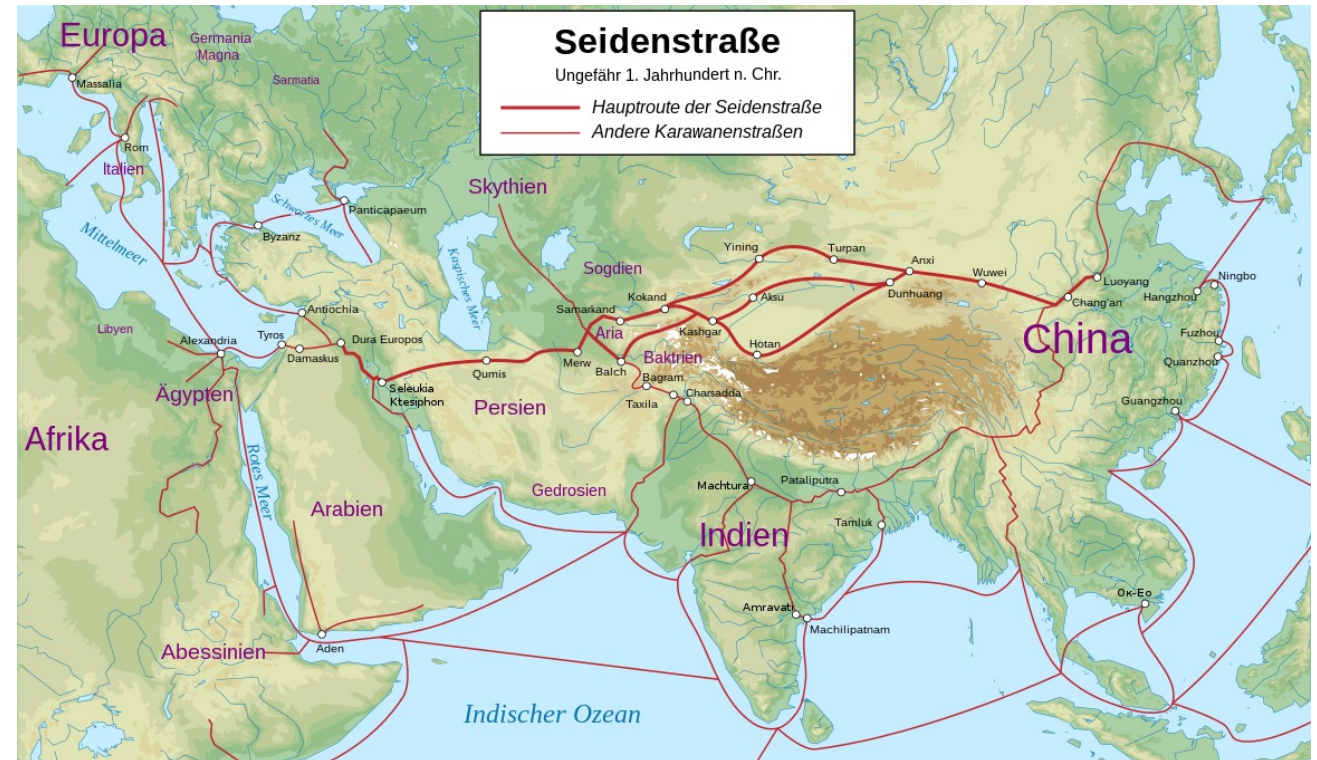 Seidenstraße
Ungefähr 1. Jahrhundert n. Chr.
Hauptroute der Seidenstraße
Andere Karawanenstraßen
Europa
Germania
Magna
Sarmatia
Massalia
Rom
Italien
Skythien
Schwarzes Meer
Panticapaeum
Byzanz
Mittelmeer
Kaspisches Meer
Sogdien
Yining
Turpan
Anxi
Wuwei
Luoyang
Ningbo
Kokand
Aksu
Dunhuang
Chang'an
Hangzhou
Antiochia
Samarkand
Libyen
Alexandria
Tyros
Damaskus
Dura Europos
Aria
Kashgar
Hotan
China
Fuzhou
Quanzhou
Merw
Balch
Baktrien
Qumis
Bagram
Seleukia
Ktesiphon
Ägypten
Charsadda
Taxila
Persien
Guangzhou
Afrika
Rotes Meer
Gedrosien
Machtura
Pataliputra
Arabien
Indien
Tamluk
Oκ-Eo
Amravati
Machilipatnam
Abessinien
Aden
Indischer Ozean